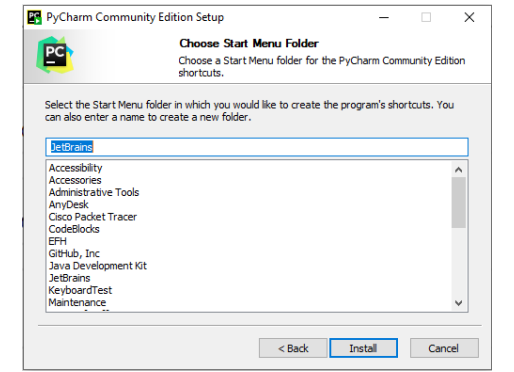 PyCharm Community Edition Setup
PC
Choose Start Menu Folder
Choose a Start Menu folder for the PyCharm Community Edition
shortcuts.
Select the Start Menu folder in which you would like to create the program's shortcuts. You
can also enter a name to create a new folder.
JetBrains
Accessibility
Accessories
Administrative Tools
AnyDesk
Cisco Packet Tracer
CodeBlocks
EFH
GitHub, Inc
Java Development Kit
JetBrains
KeyboardTest
Maintenance
< Back Install Cancel